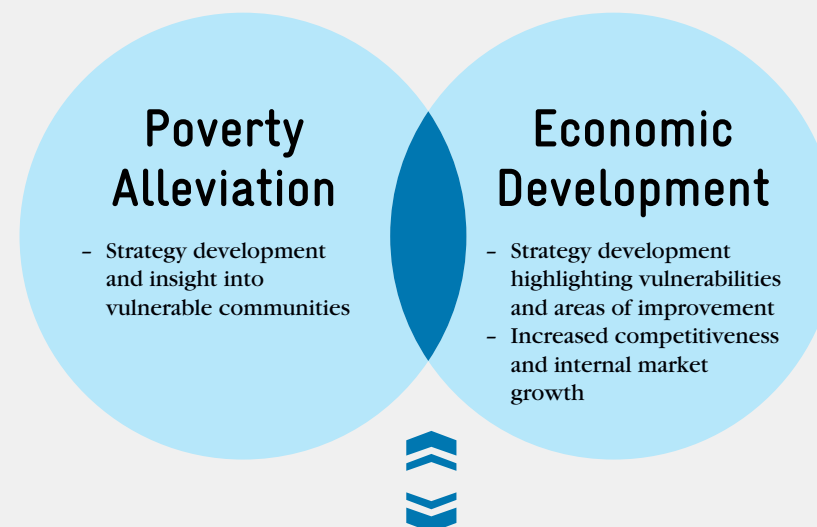 Poverty
Alleviation
– Strategy development
and insight into
vulnerable communities
Economic
Development
– Strategy development
highlighting vulnerabilities
and areas of improvement
– Increased competitiveness
and internal market
growth